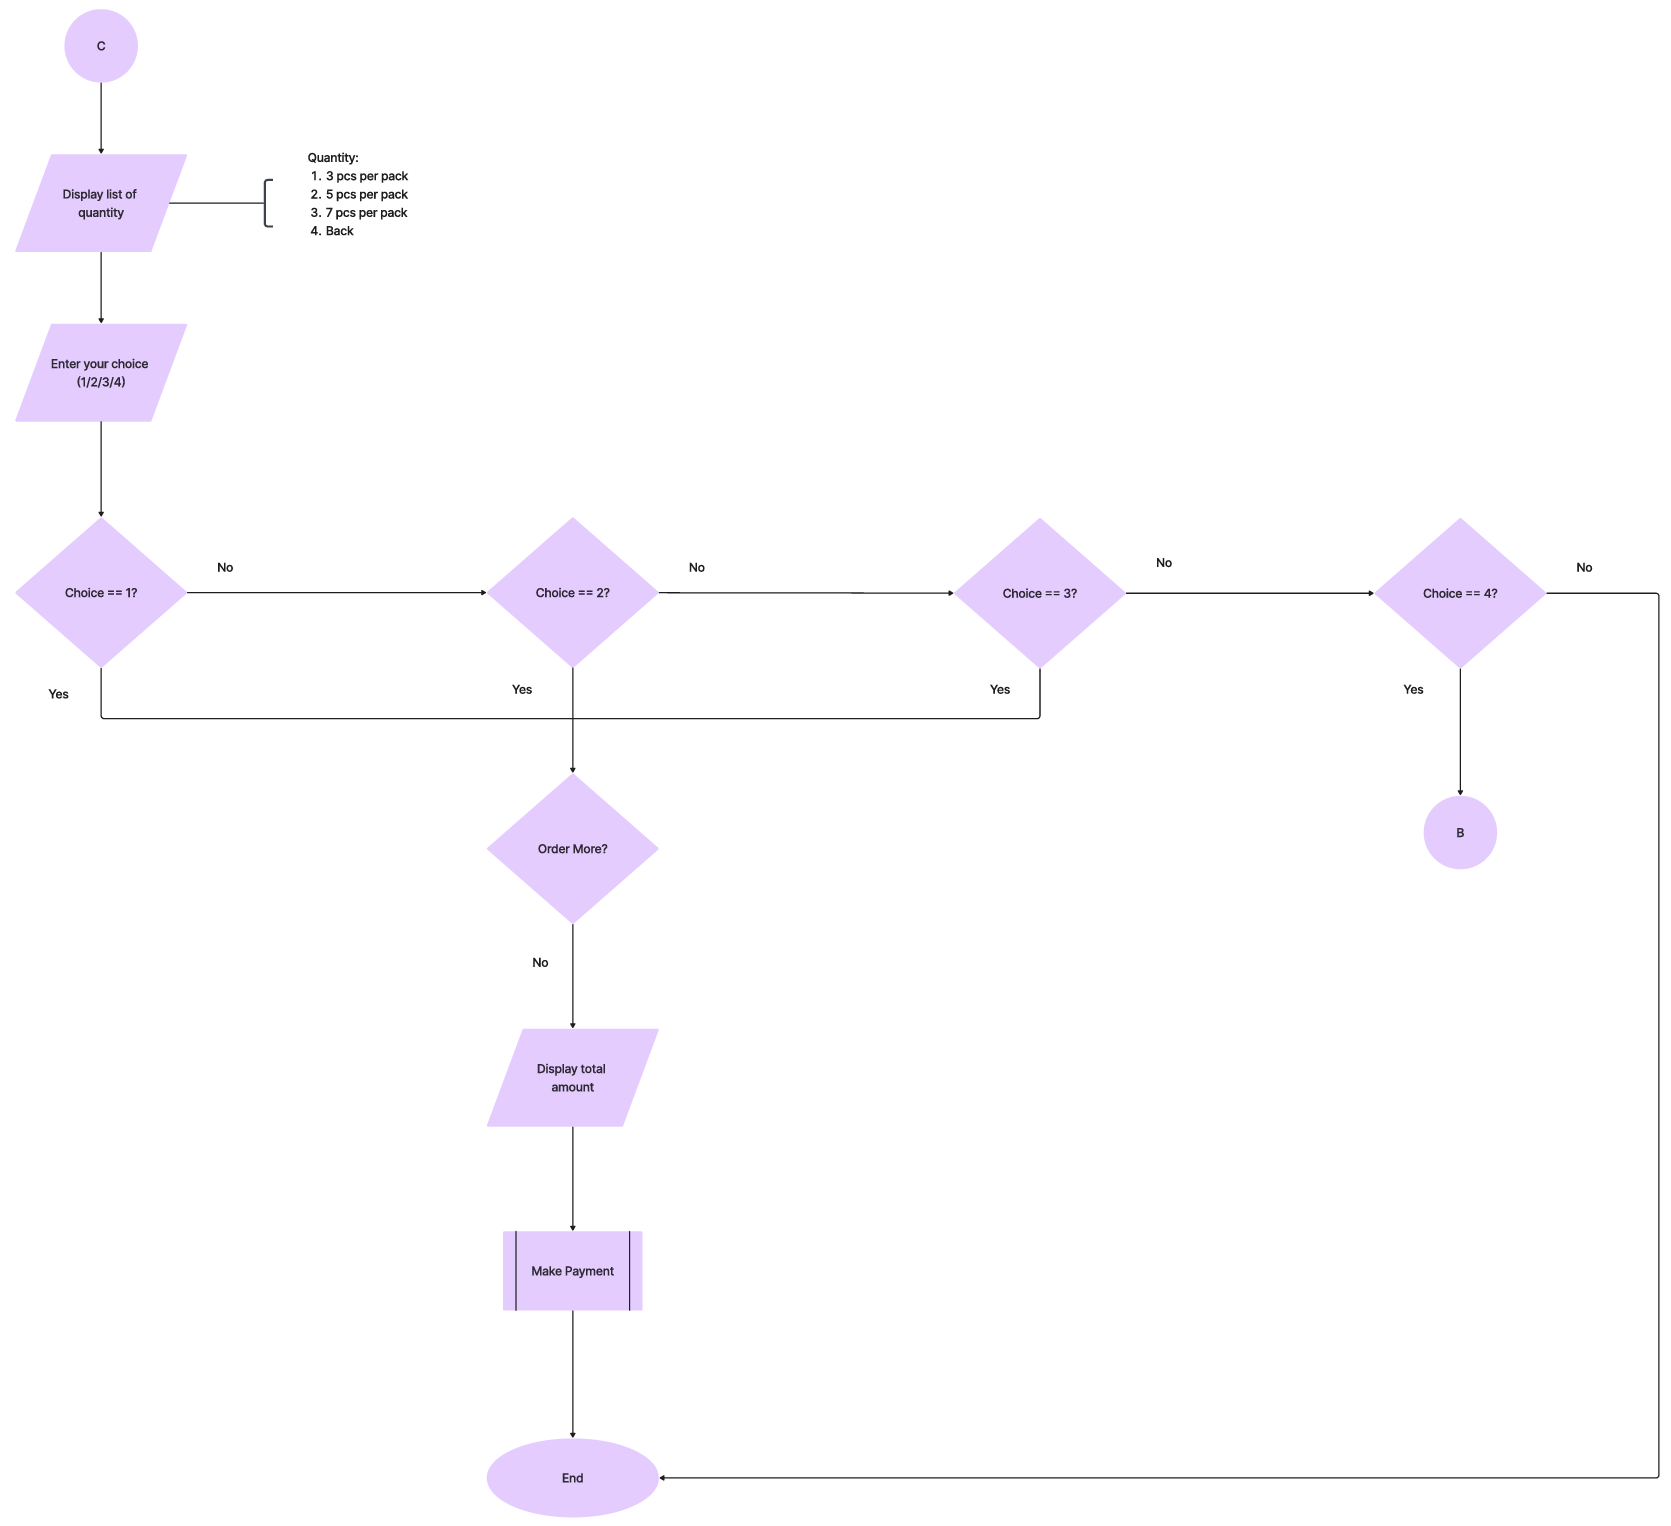 C
Display list of
quantity
Quantity:
1. 3 pcs per pack
2. 5 pcs per pack
3. 7 pcs per pack
4. Back
Enter your choice
(1/2/3/4)
Choice == 1?
No
Choice == 2?
No
Choice == 3?
No
Choice == 4?
No
Yes
Yes
Yes
Yes
Order More?
B
No
Display total
amount
Make Payment
End